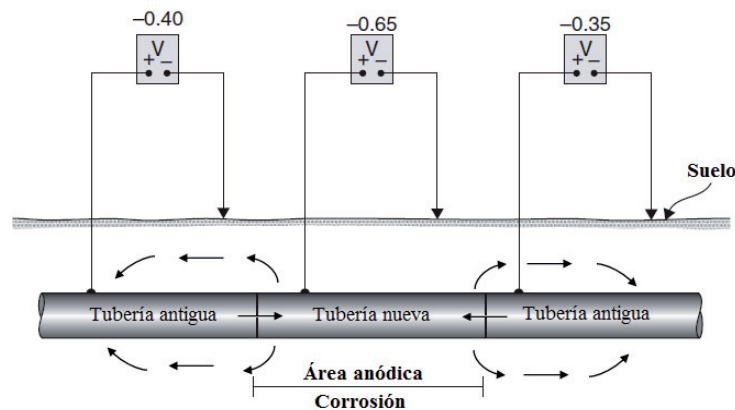 –0.40
–0.65
–0.35
V
+ –
V
+ –
V
+ –
Suelo
Tubería antigua
Tubería nueva
Tubería antigua
Área anódica
Corrosión